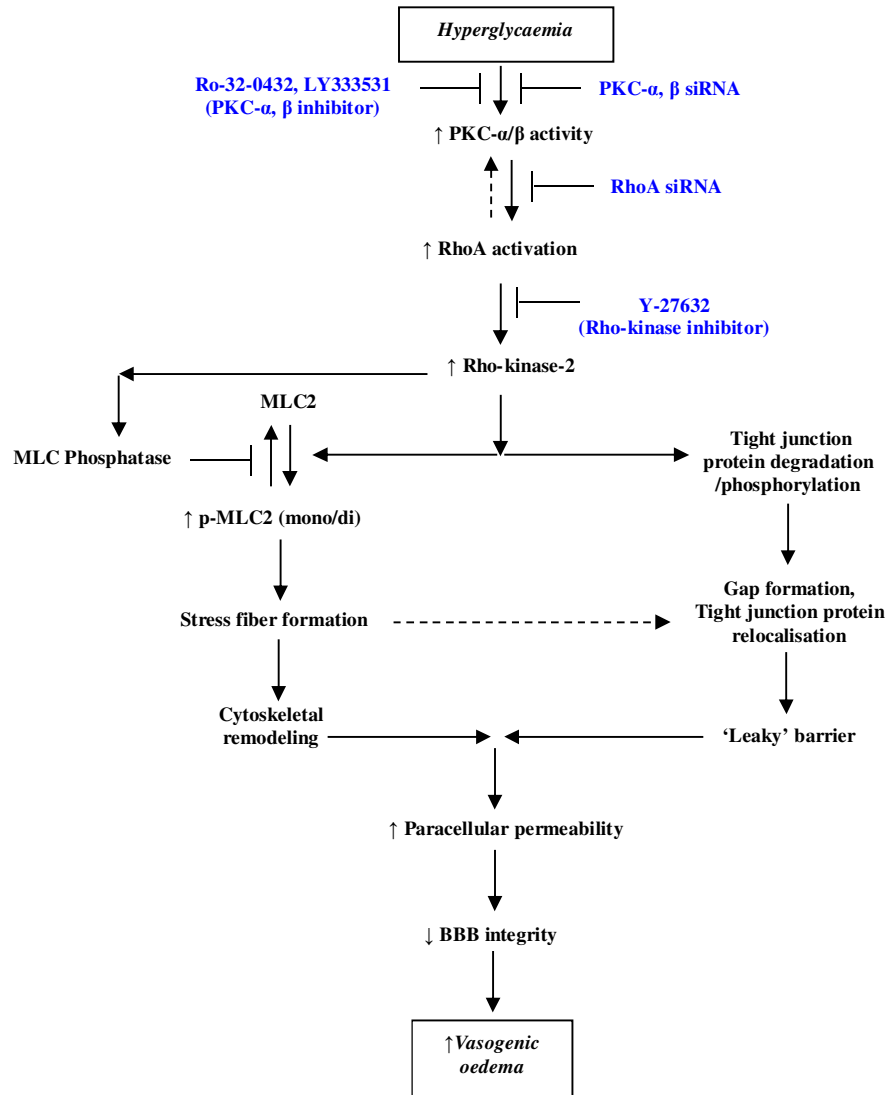 Hyperglycaemia
Ro-32-0432, LY333531
(PKC-α, β inhibitor)
PKC-α, β siRNA
↑ PKC-α/β activity
RhoA siRNA
↑ RhoA activation
Y-27632
(Rho-kinase inhibitor)
↑ Rho-kinase-2
MLC2
MLC Phosphatase
Tight junction
protein degradation
/phosphorylation
↑ p-MLC2 (mono/di)
Gap formation,
Tight junction protein
relocalisation
Stress fiber formation
Cytoskeletal
remodeling
‘Leaky’ barrier
↑ Paracellular permeability
↓ BBB integrity
↑Vasogenic
oedema